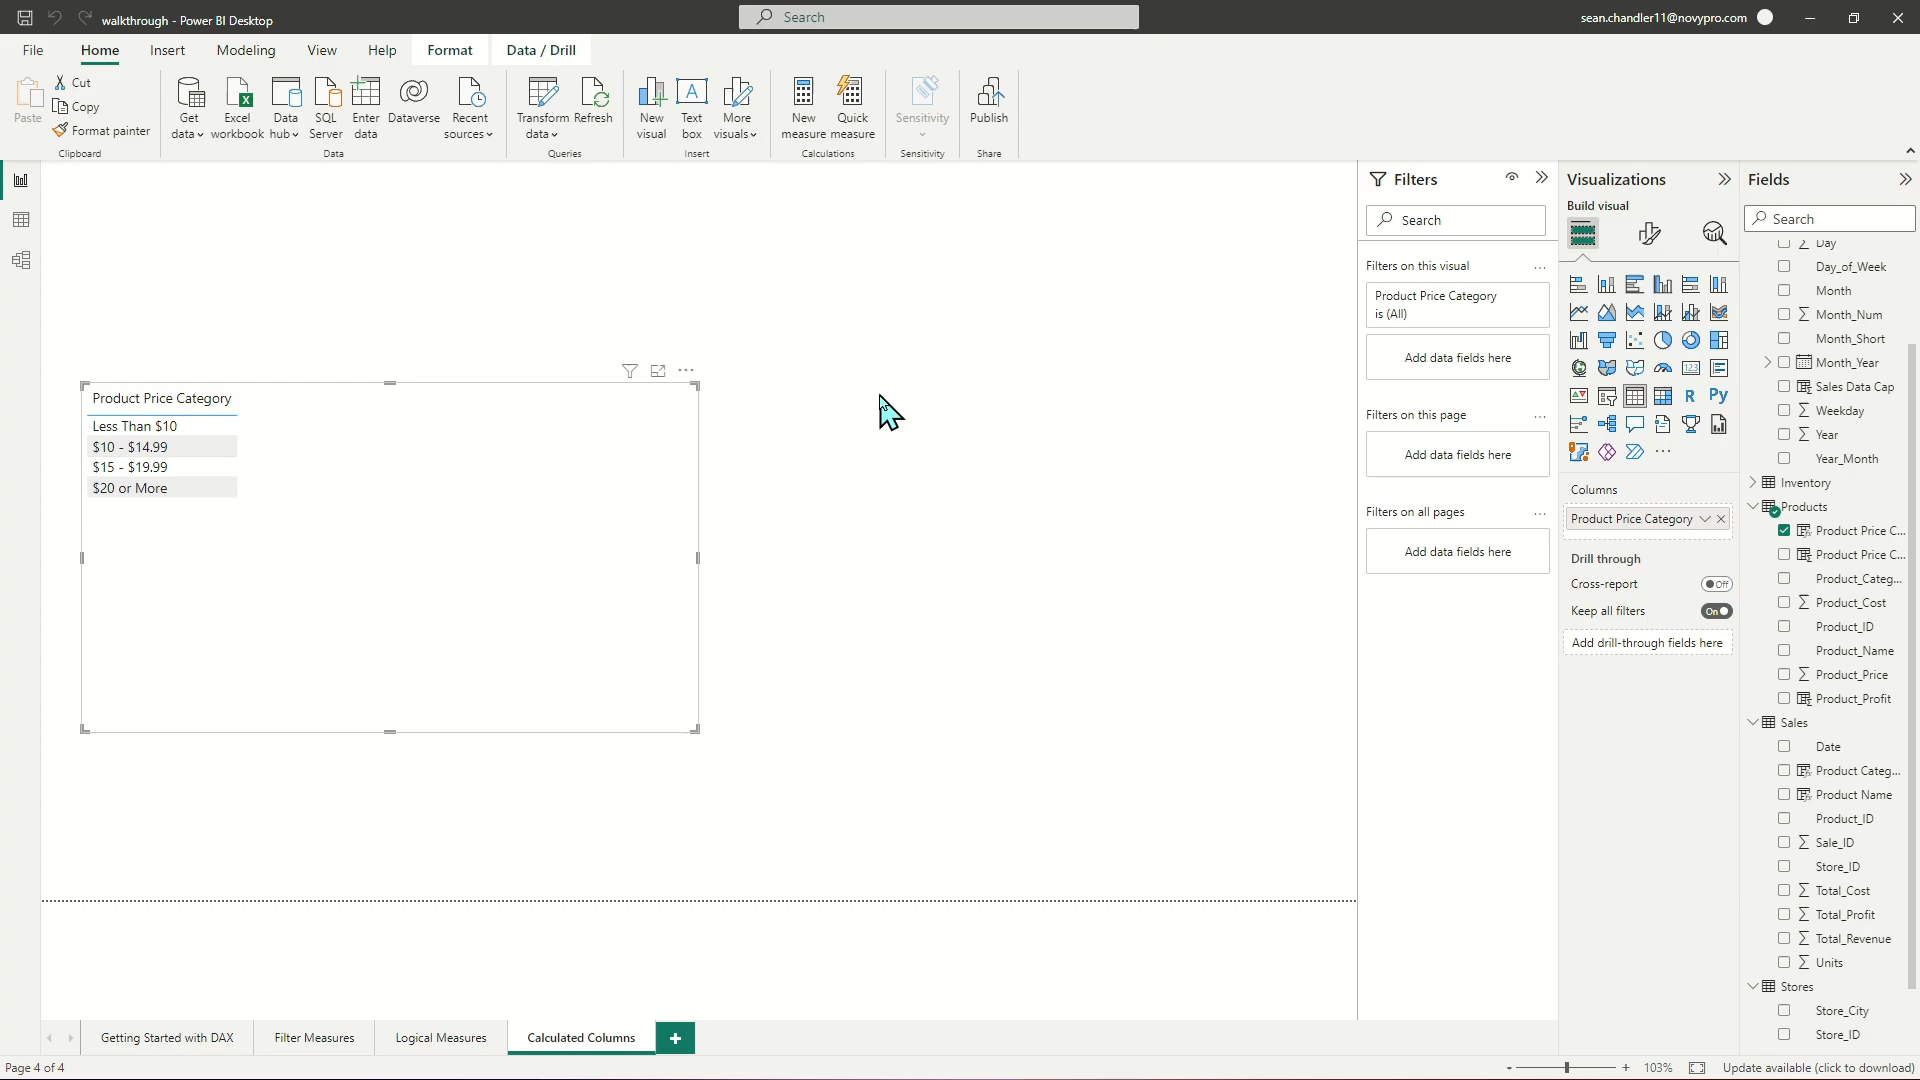 walkthrough - Power BI Desktop
Search
sean.chandler11@novypro.com
File
Home
Insert
Modeling
View
Help
Format
Data / Drill
Paste
Cut
Copy
Format painter
Clipboard
Get data
Excel workbook
Data hub
SQL Server
Enter data
Dataverse
Recent sources
Data
Transform data
Refresh
Queries
New visual
Text box
More visuals
Insert
New measure
Quick measure
Calculations
Sensitivity
Sensitivity
Publish
Share
Product Price Category
Less Than $10
$10 - $14.99
$15 - $19.99
$20 or More
Filters
Search
Filters on this visual
Product Price Category
is (All)
Add data fields here
Filters on this page
Add data fields here
Filters on all pages
Add data fields here
Visualizations
Build visual
123
R
Py
Columns
Product Price Category
Drill through
Cross-report
Off
Keep all filters
On
Add drill-through fields here
Fields
Search
Day
Day_of_Week
Month
Month_Num
Month_Short
Month_Year
Sales Data Cap
Weekday
Year
Year_Month
Inventory
Products
Product Price C...
Product Price C...
Product_Categ...
Product_Cost
Product_ID
Product_Name
Product_Price
Product_Profit
Sales
Date
Product Categ...
Product Name
Product_ID
Sale_ID
Store_ID
Total_Cost
Total_Profit
Total_Revenue
Units
Stores
Store_City
Store_ID
Getting Started with DAX
Filter Measures
Logical Measures
Calculated Columns
Page 4 of 4
103%
Update available (click to download)